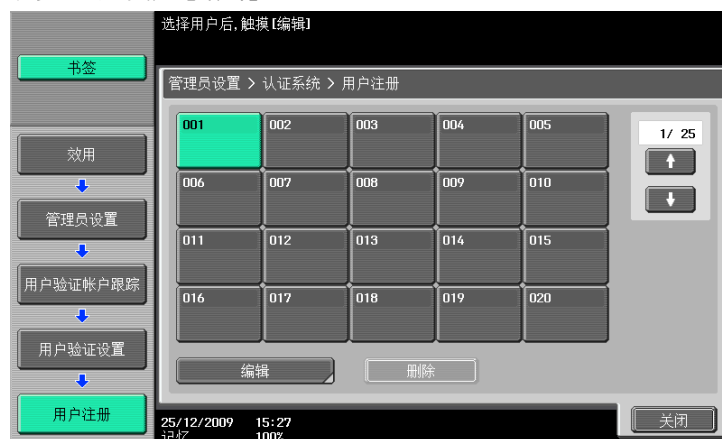 选择用户后,触摸[编辑]
书签
管理员设置 > 认证系统 > 用户注册
001 002 003 004 005
1/ 25
效用
006 007 008 009 010
管理员设置
011 012 013 014 015
用户验证帐户跟踪
016 017 018 019 020
用户验证设置
编辑 删除
用户注册
25/12/2009 15:27
关闭
记忆 100%